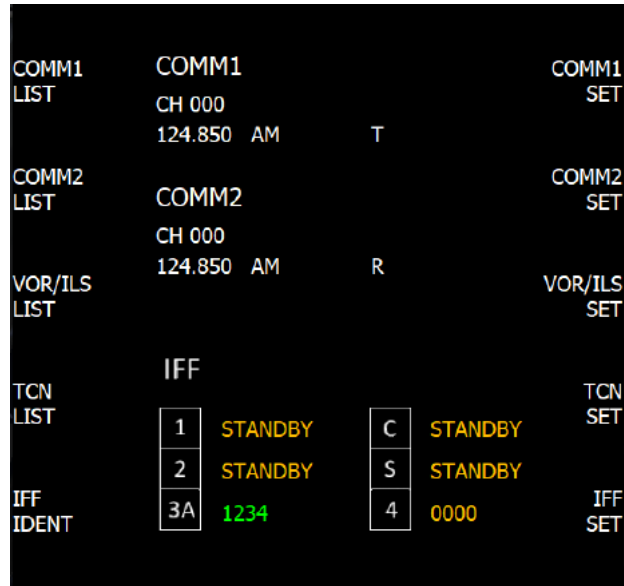 COMM1
LIST
COMM1
CH 000
124.850 AM T
COMM1
SET
COMM2
LIST
COMM2
CH 000
124.850 AM R
COMM2
SET
VOR/ILS
LIST
VOR/ILS
SET
IFF
TCN
LIST
TCN
SET
1 STANDBY C STANDBY
2 STANDBY S STANDBY
3A 1234 4 0000
IFF
IDENT
IFF
SET